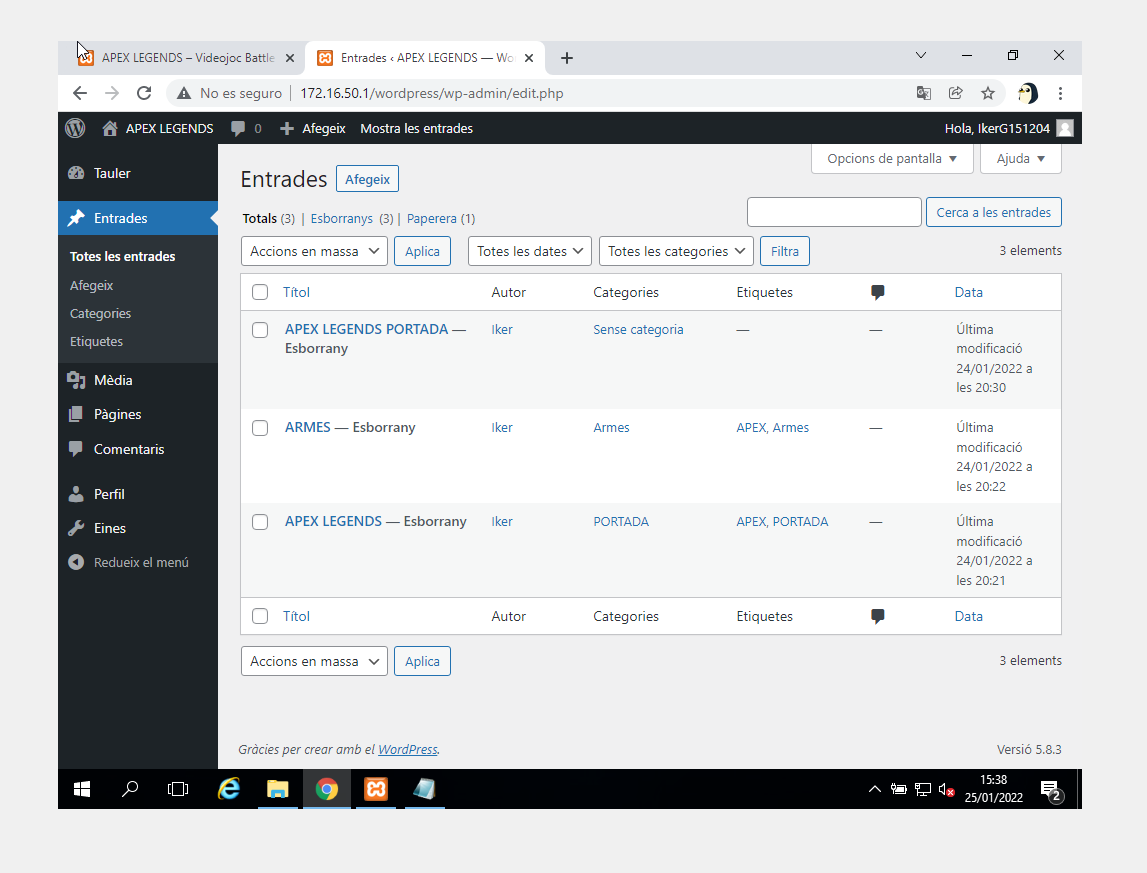 APEX LEGENDS – Videojoc Battle
Entrades ‹ APEX LEGENDS — Wo
No es seguro | 172.16.50.1/wordpress/wp-admin/edit.php
APEX LEGENDS 0 Afegeix Mostra les entrades Hola, IkerG151204
Tauler
Entrades
Totes les entrades
Afegeix
Categories
Etiquetes
Mèdia
Pàgines
Comentaris
Perfil
Eines
Redueix el menú
Opcions de pantalla Ajuda
Entrades Afegeix
Totals (3) | Esborranys (3) | Paperera (1)
Cerca a les entrades
Accions en massa Aplica Totes les dates Totes les categories Filtra 3 elements
Títol Autor Categories Etiquetes Data
APEX LEGENDS PORTADA — Esborrany Iker Sense categoria — — Última
modificació
24/01/2022 a
les 20:30
ARMES — Esborrany Iker Armes APEX, Armes — Última
modificació
24/01/2022 a
les 20:22
APEX LEGENDS — Esborrany Iker PORTADA APEX, PORTADA — Última
modificació
24/01/2022 a
les 20:21
Títol Autor Categories Etiquetes Data
Accions en massa Aplica 3 elements
Gràcies per crear amb el WordPress. Versió 5.8.3
15:38
25/01/2022
2